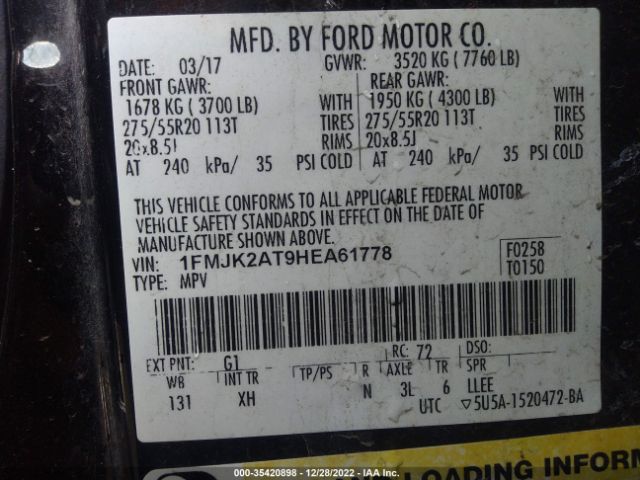 MFD. BY FORD MOTOR CO.
DATE: 03/17 GVWR: 3520 KG ( 7760 LB)
FRONT GAWR: REAR GAWR:
1678 KG ( 3700 LB) WITH 1950 KG ( 4300 LB) WITH
275/55R20 113T TIRES 275/55R20 113T TIRES
20x8.5J RIMS 20x8.5J RIMS
AT 240 kPa/ 35 PSI COLD AT 240 kPa/ 35 PSI COLD
THIS VEHICLE CONFORMS TO ALL APPLICABLE FEDERAL MOTOR
VEHICLE SAFETY STANDARDS IN EFFECT ON THE DATE OF
MANUFACTURE SHOWN ABOVE.
VIN: 1FMJK2AT9HEA61778 F0258
TYPE: MPV T0150
EXT PNT: G1 RC: 72 DSO:
WB INT TR TP/PS R AXLE TR SPR
131 XH N 3L 6 LLEE
UTC ▽5U5A-1520472-BA
LOADING INFORM
000-35420898 - 12/28/2022 - IAA Inc.